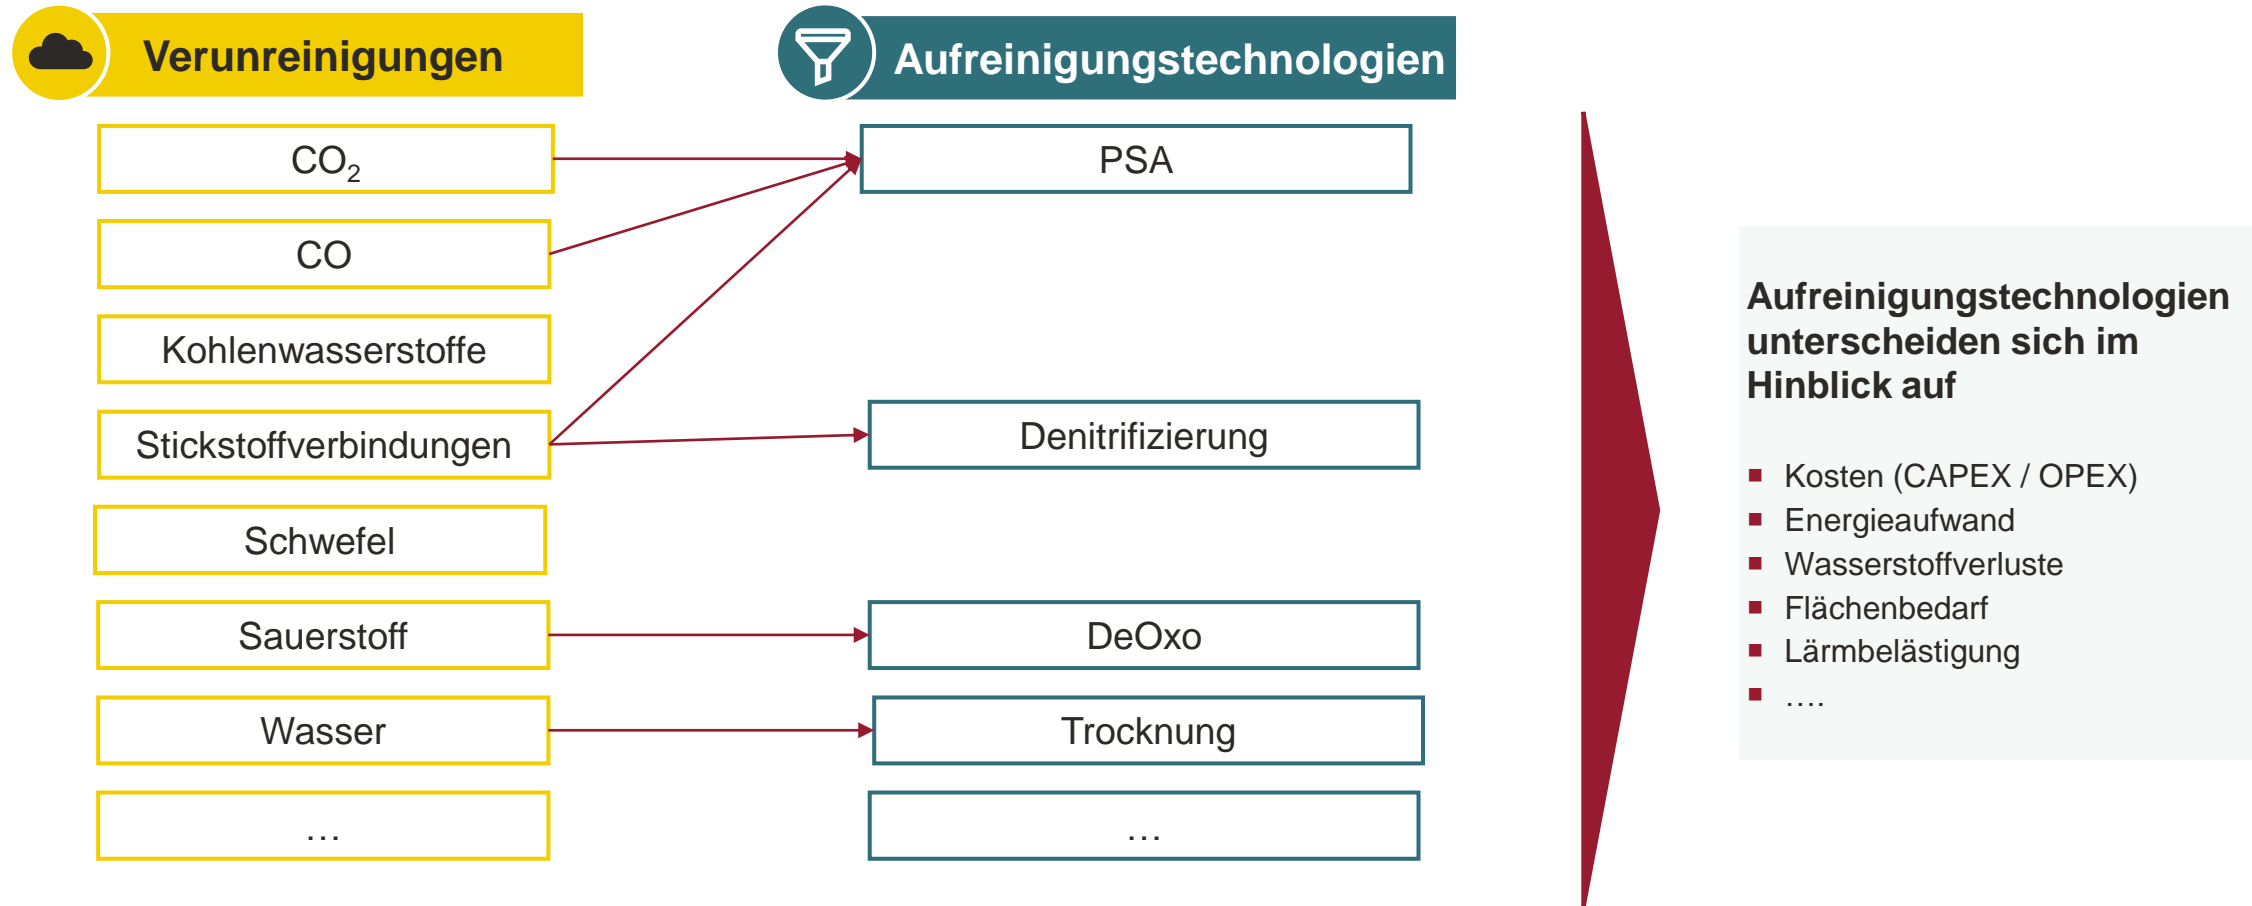 Verunreinigungen
Aufreinigungstechnologien
CO₂
PSA
CO
Kohlenwasserstoffe
Stickstoffverbindungen
Denitrifizierung
Schwefel
Sauerstoff
DeOxo
Wasser
Trocknung
…
…
Aufreinigungstechnologien
unterscheiden sich im
Hinblick auf
Kosten (CAPEX / OPEX)
Energieaufwand
Wasserstoffverluste
Flächenbedarf
Lärmbelästigung
….